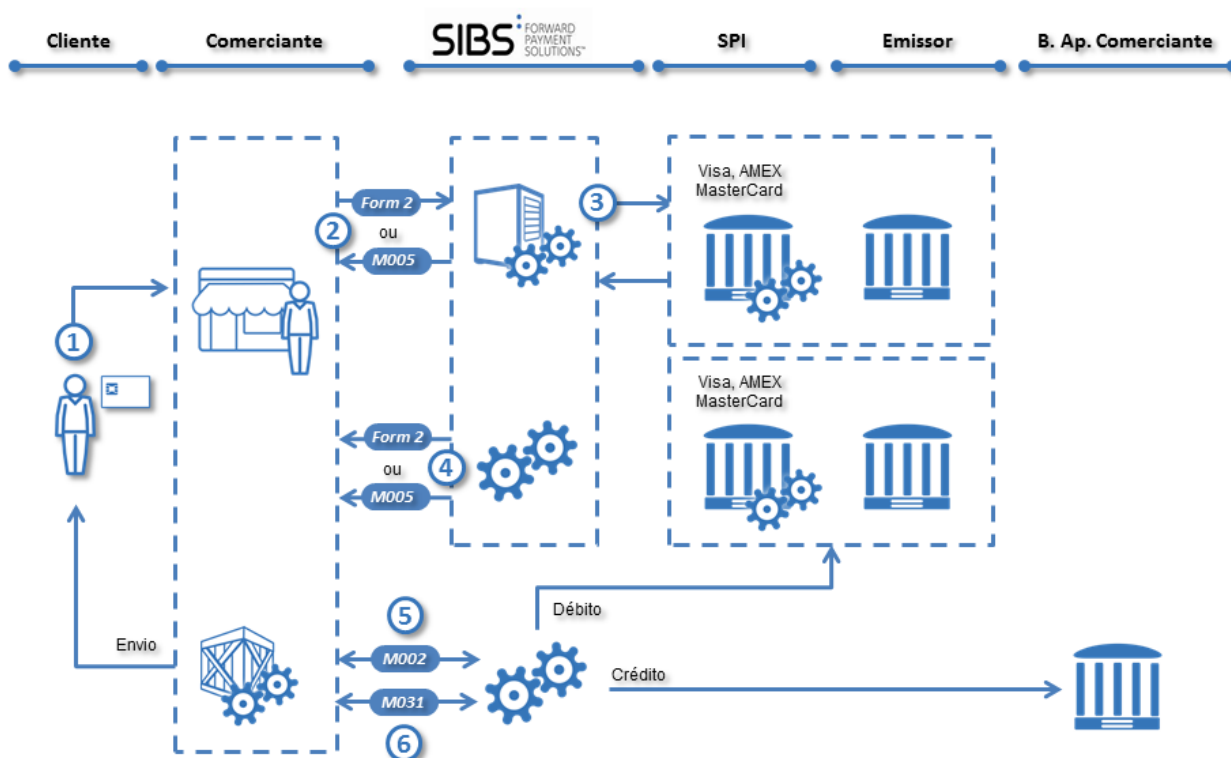 Cliente
Comerciante
SIBS FORWARD PAYMENT SOLUTIONS™
SPI
Emissor
B. Ap. Comerciante
Visa, AMEX
MasterCard
Form 2
3
2
ou
M005
1
Visa, AMEX
MasterCard
Form 2
ou
4
M005
5
Débito
Envio
M002
Crédito
M031
6